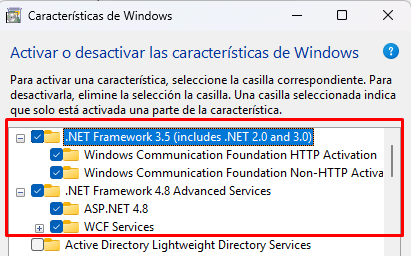 Características de Windows
Activar o desactivar las características de Windows
?
Para activar una característica, seleccione la casilla correspondiente. Para
desactivarla, elimine la selección la casilla. Una casilla seleccionada indica
que solo está activada una parte de la característica.
.NET Framework 3.5 (includes .NET 2.0 and 3.0)
Windows Communication Foundation HTTP Activation
Windows Communication Foundation Non-HTTP Activa
.NET Framework 4.8 Advanced Services
ASP.NET 4.8
WCF Services
Active Directory Lightweight Directory Services